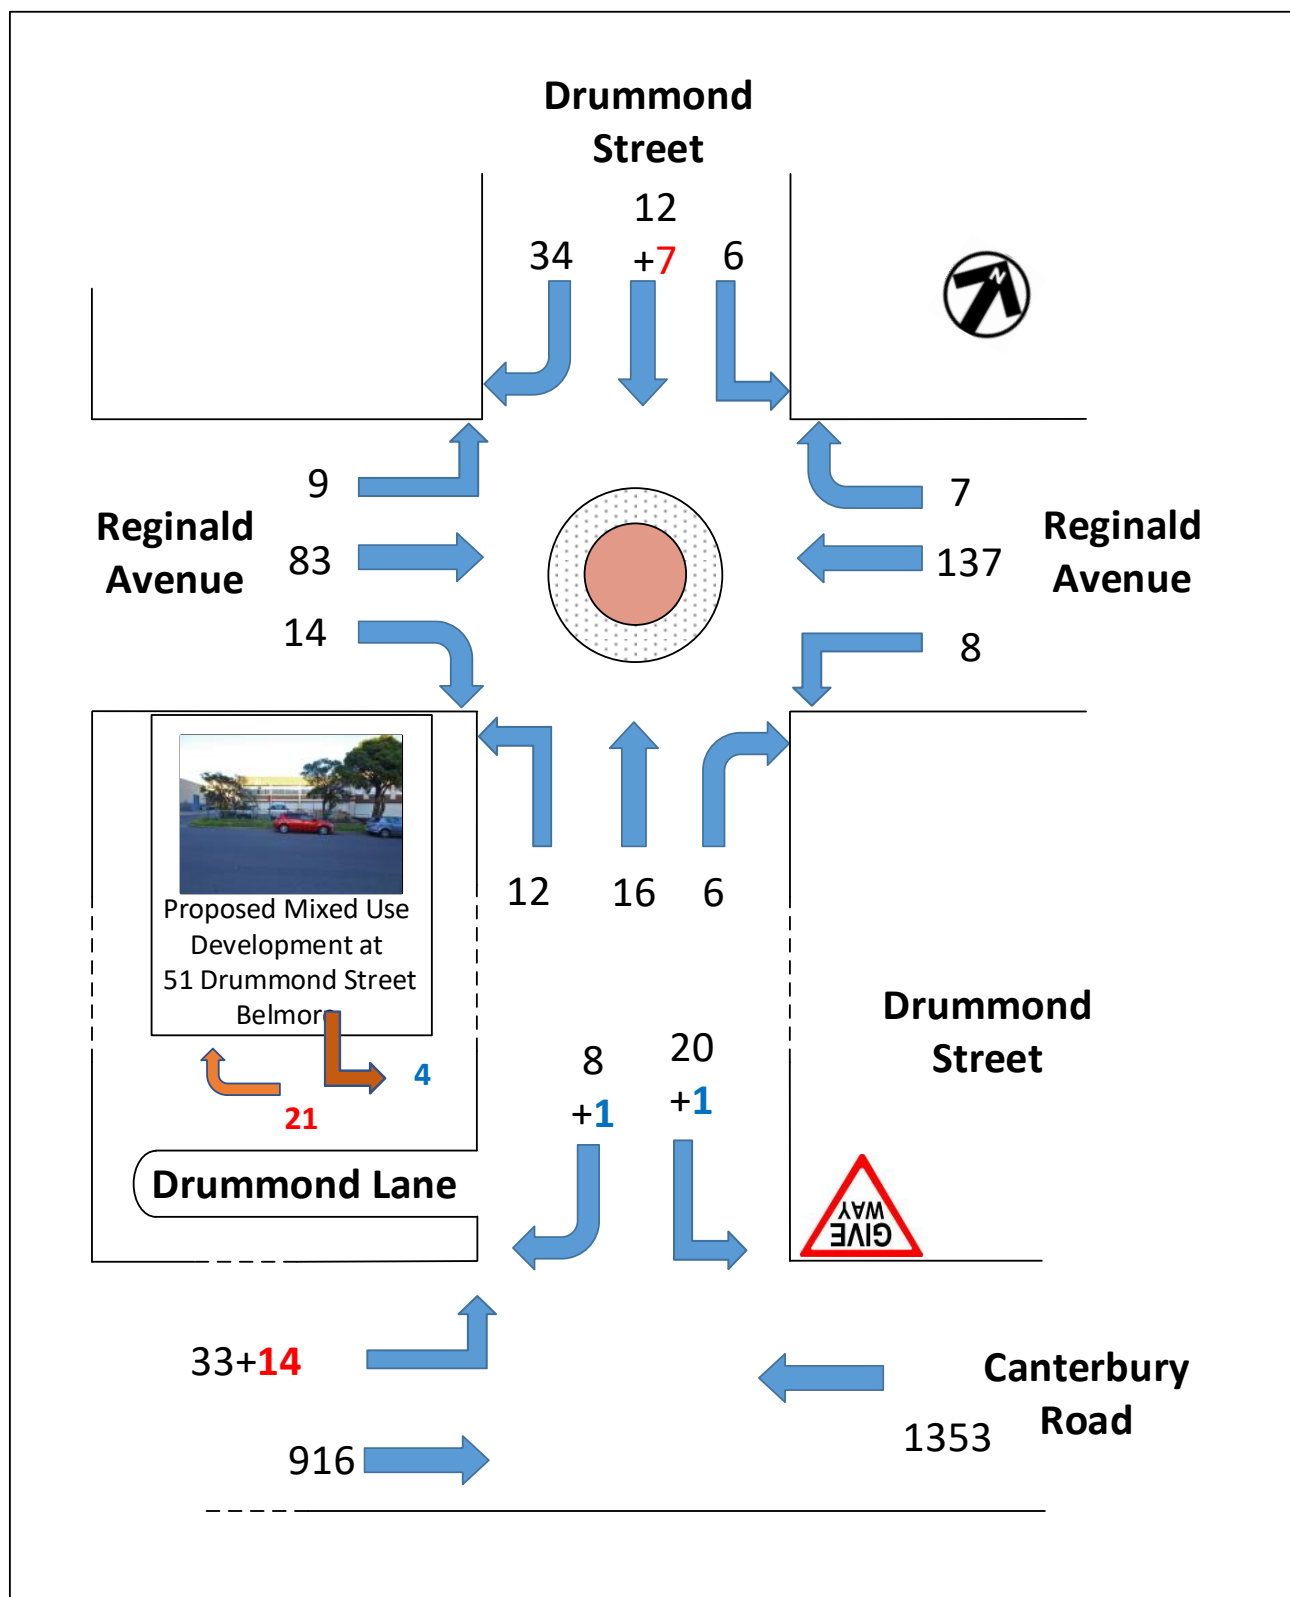 Drummond
Street
12
34 +7 6
N
9
7
Reginald
Avenue
83
137
Reginald
Avenue
14
8
12 16 6
Proposed Mixed Use
Development at
51 Drummond Street
Belmore
Drummond
Street
8 20
+1 +1
4
21
Drummond Lane
GIVE
WAY
33+14
Canterbury
Road
1353
916